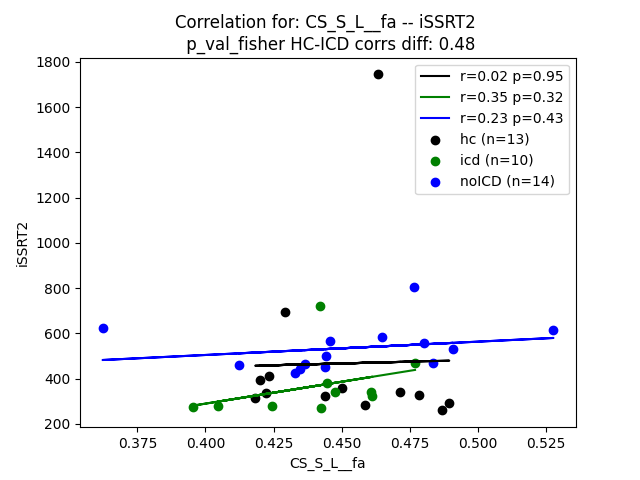 Correlation for: CS_S_L__fa -- iSSRT2
p_val_fisher HC-ICD corrs diff: 0.48
r=0.02 p=0.95
r=0.35 p=0.32
r=0.23 p=0.43
hc (n=13)
icd (n=10)
noICD (n=14)
iSSRT2
1800
1600
1400
1200
1000
800
600
400
200
0.375 0.400 0.425 0.450 0.475 0.500 0.525
CS_S_L__fa